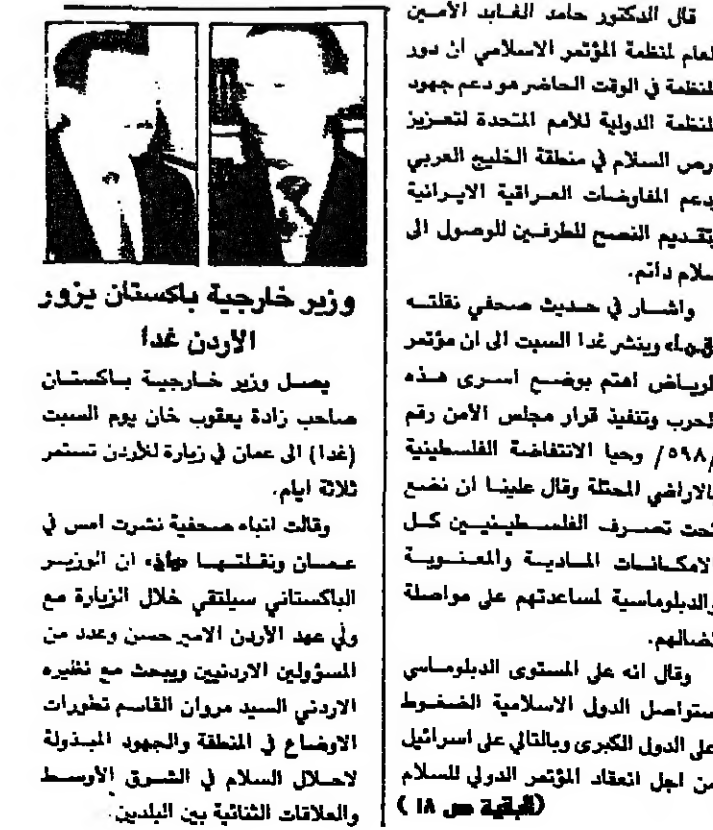 قال الدكتور حامد الغابد الأمين
العام لمنظمة المؤتمر الاسلامي ان دور
المنظمة في الوقت الحاضر هو دعم جهود
المنظمة الدولية للأمم المتحدة لتعزيز
فرص السلام في منطقة الخليج العربي
ودعم المفاوضات العراقية الايرانية
وتقديم النصح للطرفين للوصول الى
سلام دائم.
واشار في حديث صحفي نقلته
وينشر غدا السبت الى ان مؤتمر
الرياض اهتم بوضع اسرى هذه
الحرب وتنفيذ قرار مجلس الأمن رقم
/٥٩٨/ وحيا الانتفاضة الفلسطينية
بالاراضي المحتلة وقال علينا ان نضع
تحت تصرف الفلسطينيين كل
الامكانات المادية والمعنوية
والدبلوماسية لمساعدتهم على مواصلة
نضالهم.
وقال انه على المستوى الدبلوماسي
ستواصل الدول الاسلامية الضغوط
على الدول الكبرى وبالتالي على اسرائيل
من اجل انعقاد المؤتمر الدولي للسلام
(البقية ص ١٨ )
وزير خارجية باكستان يزور
الاردن غدا
يصل وزير خارجية باكستان
صاحب زادة يعقوب خان يوم السبت
(غدا) الى عمان في زيارة للأردن تستمر
ثلاثة ايام.
وقالت انباء صحفية نشرت امس في
عمان ونقلتها ان الوزير
الباكستاني سيلتقي خلال الزيارة مع
ولي عهد الأردن الامير حسن وعدد من
المسؤولين الاردنيين ويبحث مع نظيره
الاردني السيد مروان القاسم تطورات
الاوضاع في المنطقة والجهود المبذولة
لاحلال السلام في الشرق الأوسط
والعلاقات الثنائية بين البلدين.